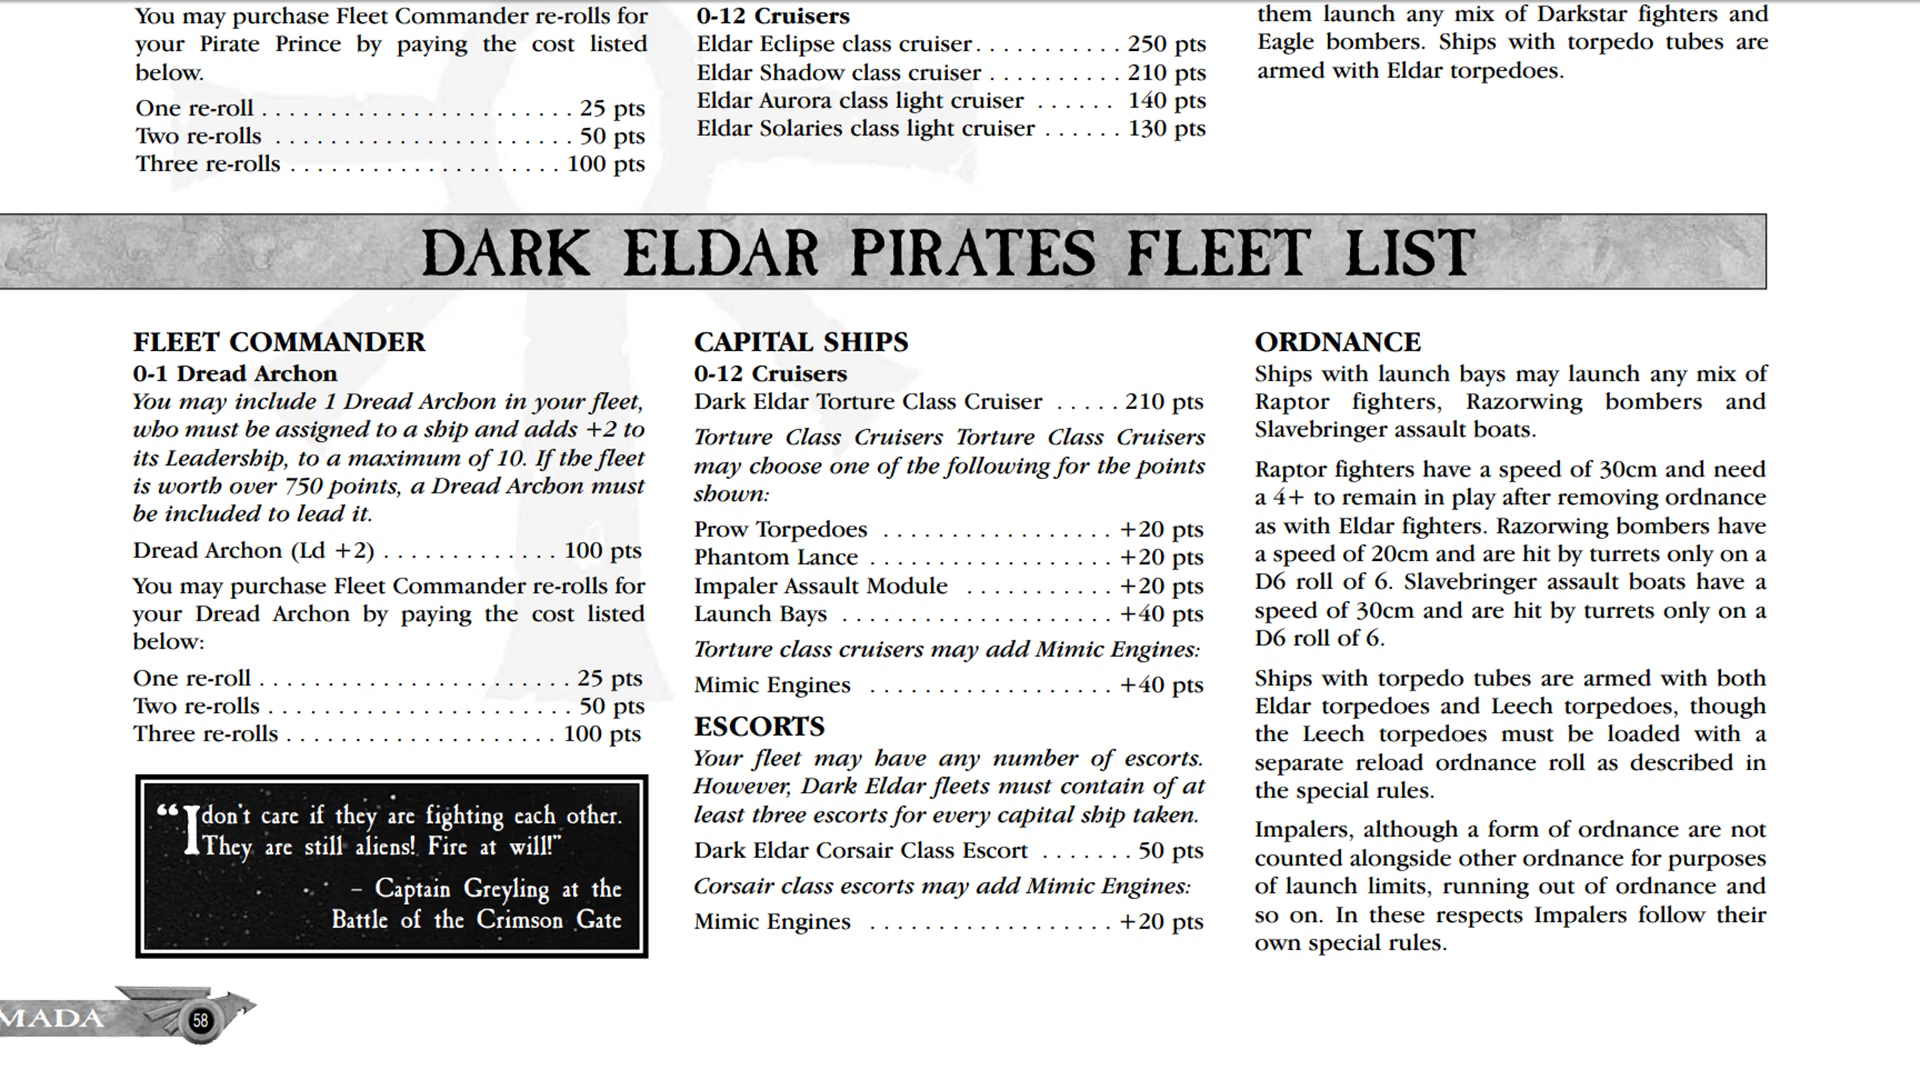 You may purchase Fleet Commander re-rolls for
your Pirate Prince by paying the cost listed
below.
One re-roll . . . . . . . . . . . . . . . . . . . . . . . 25 pts
Two re-rolls . . . . . . . . . . . . . . . . . . . . . . 50 pts
Three re-rolls . . . . . . . . . . . . . . . . . . . . 100 pts
0-12 Cruisers
Eldar Eclipse class cruiser. . . . . . . . . . . 250 pts
Eldar Shadow class cruiser . . . . . . . . . . 210 pts
Eldar Aurora class light cruiser . . . . . . 140 pts
Eldar Solaries class light cruiser . . . . . . 130 pts
them launch any mix of Darkstar fighters and
Eagle bombers. Ships with torpedo tubes are
armed with Eldar torpedoes.
DARK ELDAR PIRATES FLEET LIST
FLEET COMMANDER
0-1 Dread Archon
You may include 1 Dread Archon in your fleet,
who must be assigned to a ship and adds +2 to
its Leadership, to a maximum of 10. If the fleet
is worth over 750 points, a Dread Archon must
be included to lead it.
Dread Archon (Ld +2) . . . . . . . . . . . . . 100 pts
You may purchase Fleet Commander re-rolls for
your Dread Archon by paying the cost listed
below:
One re-roll . . . . . . . . . . . . . . . . . . . . . . . 25 pts
Two re-rolls . . . . . . . . . . . . . . . . . . . . . . 50 pts
Three re-rolls . . . . . . . . . . . . . . . . . . . . 100 pts
“I don't care if they are fighting each other.
They are still aliens! Fire at will!”
– Captain Greyling at the
Battle of the Crimson Gate
CAPITAL SHIPS
0-12 Cruisers
Dark Eldar Torture Class Cruiser . . . . . 210 pts
Torture Class Cruisers Torture Class Cruisers
may choose one of the following for the points
shown:
Prow Torpedoes . . . . . . . . . . . . . . . . . +20 pts
Phantom Lance . . . . . . . . . . . . . . . . . . +20 pts
Impaler Assault Module . . . . . . . . . . . +20 pts
Launch Bays . . . . . . . . . . . . . . . . . . . . +40 pts
Torture class cruisers may add Mimic Engines:
Mimic Engines . . . . . . . . . . . . . . . . . . +40 pts
ESCORTS
Your fleet may have any number of escorts.
However, Dark Eldar fleets must contain of at
least three escorts for every capital ship taken.
Dark Eldar Corsair Class Escort . . . . . . . 50 pts
Corsair class escorts may add Mimic Engines:
Mimic Engines . . . . . . . . . . . . . . . . . . +20 pts
ORDNANCE
Ships with launch bays may launch any mix of
Raptor fighters, Razorwing bombers and
Slavebringer assault boats.
Raptor fighters have a speed of 30cm and need
a 4+ to remain in play after removing ordnance
as with Eldar fighters. Razorwing bombers have
a speed of 20cm and are hit by turrets only on a
D6 roll of 6. Slavebringer assault boats have a
speed of 30cm and are hit by turrets only on a
D6 roll of 6.
Ships with torpedo tubes are armed with both
Eldar torpedoes and Leech torpedoes, though
the Leech torpedoes must be loaded with a
separate reload ordnance roll as described in
the special rules.
Impalers, although a form of ordnance are not
counted alongside other ordnance for purposes
of launch limits, running out of ordnance and
so on. In these respects Impalers follow their
own special rules.
MADA
58